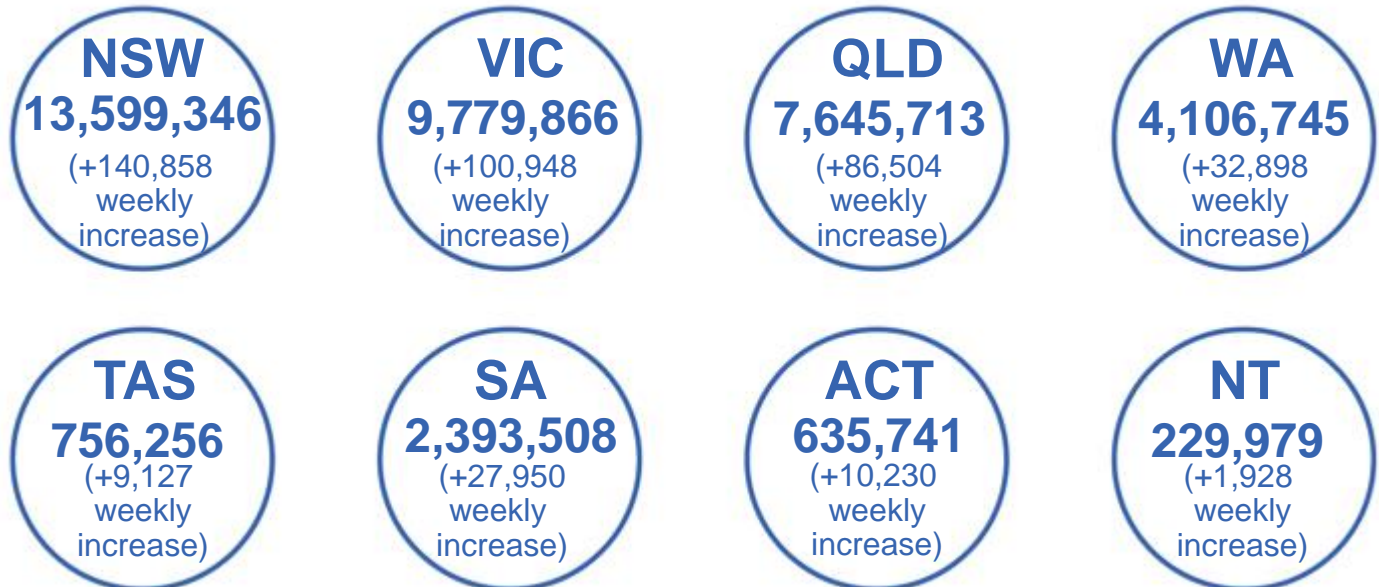 NSW
13,599,346
(+140,858
weekly
increase)
VIC
9,779,866
(+100,948
weekly
increase)
QLD
7,645,713
(+86,504
weekly
increase)
WA
4,106,745
(+32,898
weekly
increase)
TAS
756,256
(+9,127
weekly
increase)
SA
2,393,508
(+27,950
weekly
increase)
ACT
635,741
(+10,230
weekly
increase)
NT
229,979
(+1,928
weekly
increase)